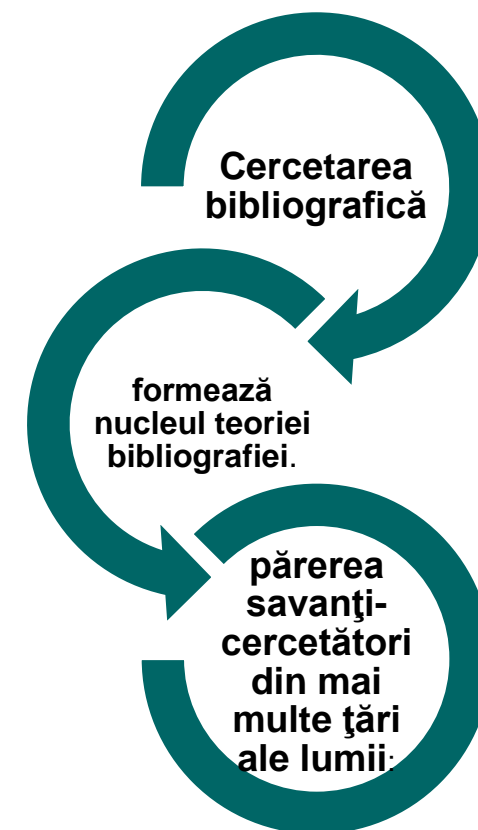 Cercetarea
bibliografică
formează
nucleul teoriei
bibliografiei.
părerea
savanţi-
cercetători
din mai
multe ţări
ale lumii: